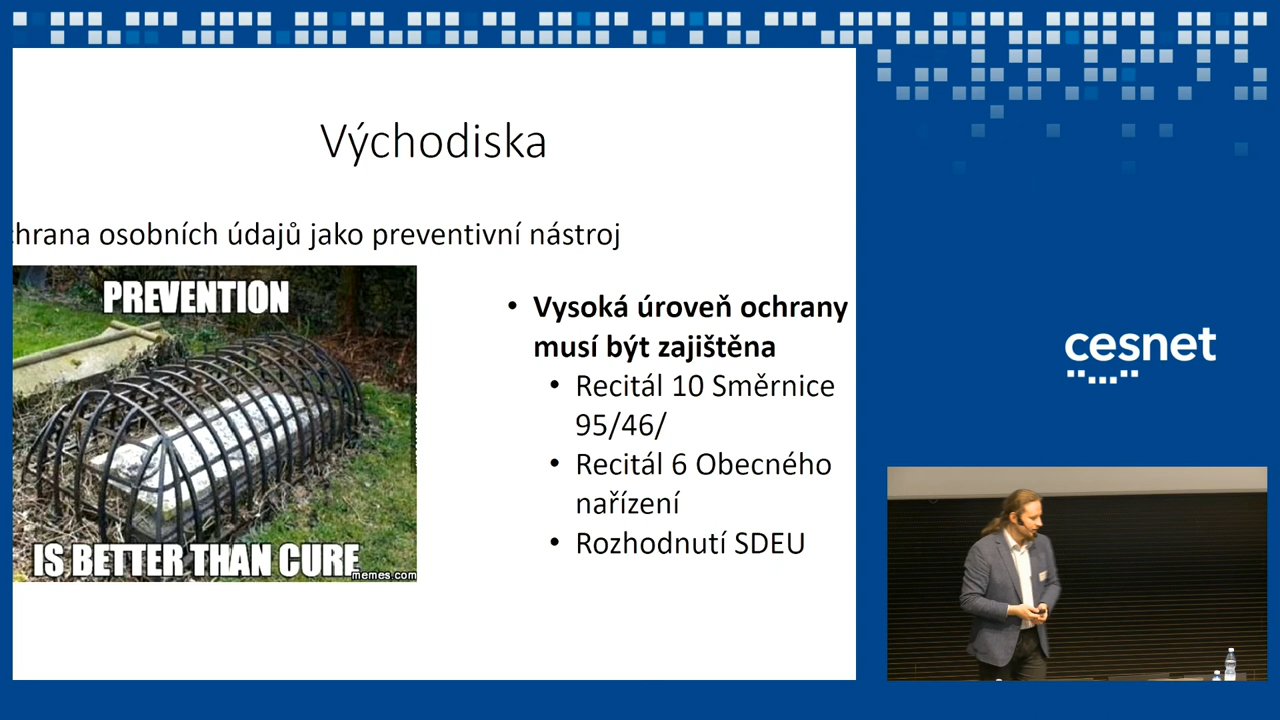 Východiska
chrana osobních údajů jako preventivní nástroj
PREVENTION
IS BETTER THAN CURE
memes.com
• Vysoká úroveň ochrany
musí být zajištěna
• Recitál 10 Směrnice
95/46/
• Recitál 6 Obecného
nařízení
• Rozhodnutí SDEU
cesnet